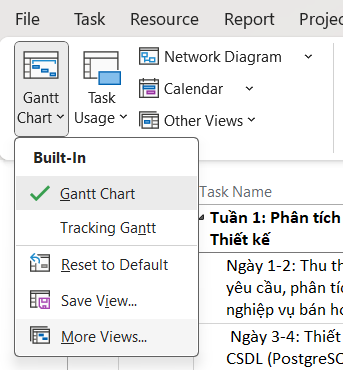 File Task Resource Report Projec
Gantt Chart
Task Usage
Network Diagram
Calendar
Other Views
Built-In
Gantt Chart
Tracking Gantt
Reset to Default
Save View...
More Views...
Task Name
Tuần 1: Phân tích
Thiết kế
Ngày 1-2: Thu th
yêu cầu, phân tíc
nghiệp vụ bán ho
Ngày 3-4: Thiết
CSDL (PostgreSC